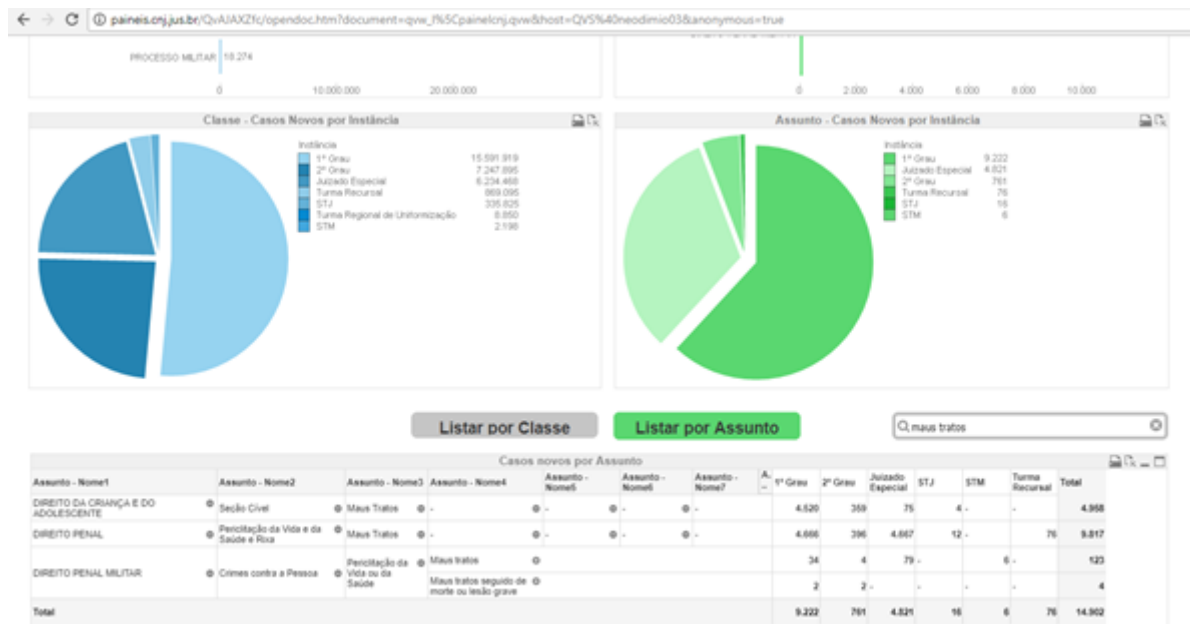 paineis.cnj.jus.br/QvAJAXZfc/opendoc.htm?document=qvw_l%5Cpainelcnj.qvw&host=QVS%40neodimio03&anonymous=true
PROCESSO MILITAR 18.274
0 10.000.000 20.000.000
0 2.000 4.000 6.000 8.000 10.000
Classe - Casos Novos por Instância
Instância
1º Grau 15.591.919
2º Grau 7.247.895
Juizado Especial 6.234.468
Turma Recursal 869.095
STJ 335.825
Turma Regional de Uniformização 8.850
STM 2.198
Assunto - Casos Novos por Instância
Instância
1º Grau 9.222
Juizado Especial 4.821
2º Grau 761
Turma Recursal 76
STJ 16
STM 6
Listar por Classe
Listar por Assunto
maus tratos
Casos novos por Assunto
Assunto - Nome1 Assunto - Nome2 Assunto - Nome3 Assunto - Nome4 Assunto - Nome5 Assunto - Nome6 Assunto - Nome7 A. - 1º Grau 2º Grau Juizado Especial STJ STM Turma Recursal Total
DIREITO DA CRIANÇA E DO ADOLESCENTE Seção Cível Maus Tratos - - - - 4.520 359 75 4 - - 4.958
DIREITO PENAL Periclitação da Vida e da Saúde e Rixa Maus Tratos - - - - 4.666 396 4.667 12 - 76 9.817
DIREITO PENAL MILITAR Crimes contra a Pessoa Periclitação da Vida ou da Saúde Maus tratos 34 4 79 - 6 - 123
Maus tratos seguido de morte ou lesão grave 2 2 - - - - 4
Total 9.222 761 4.821 16 6 76 14.902